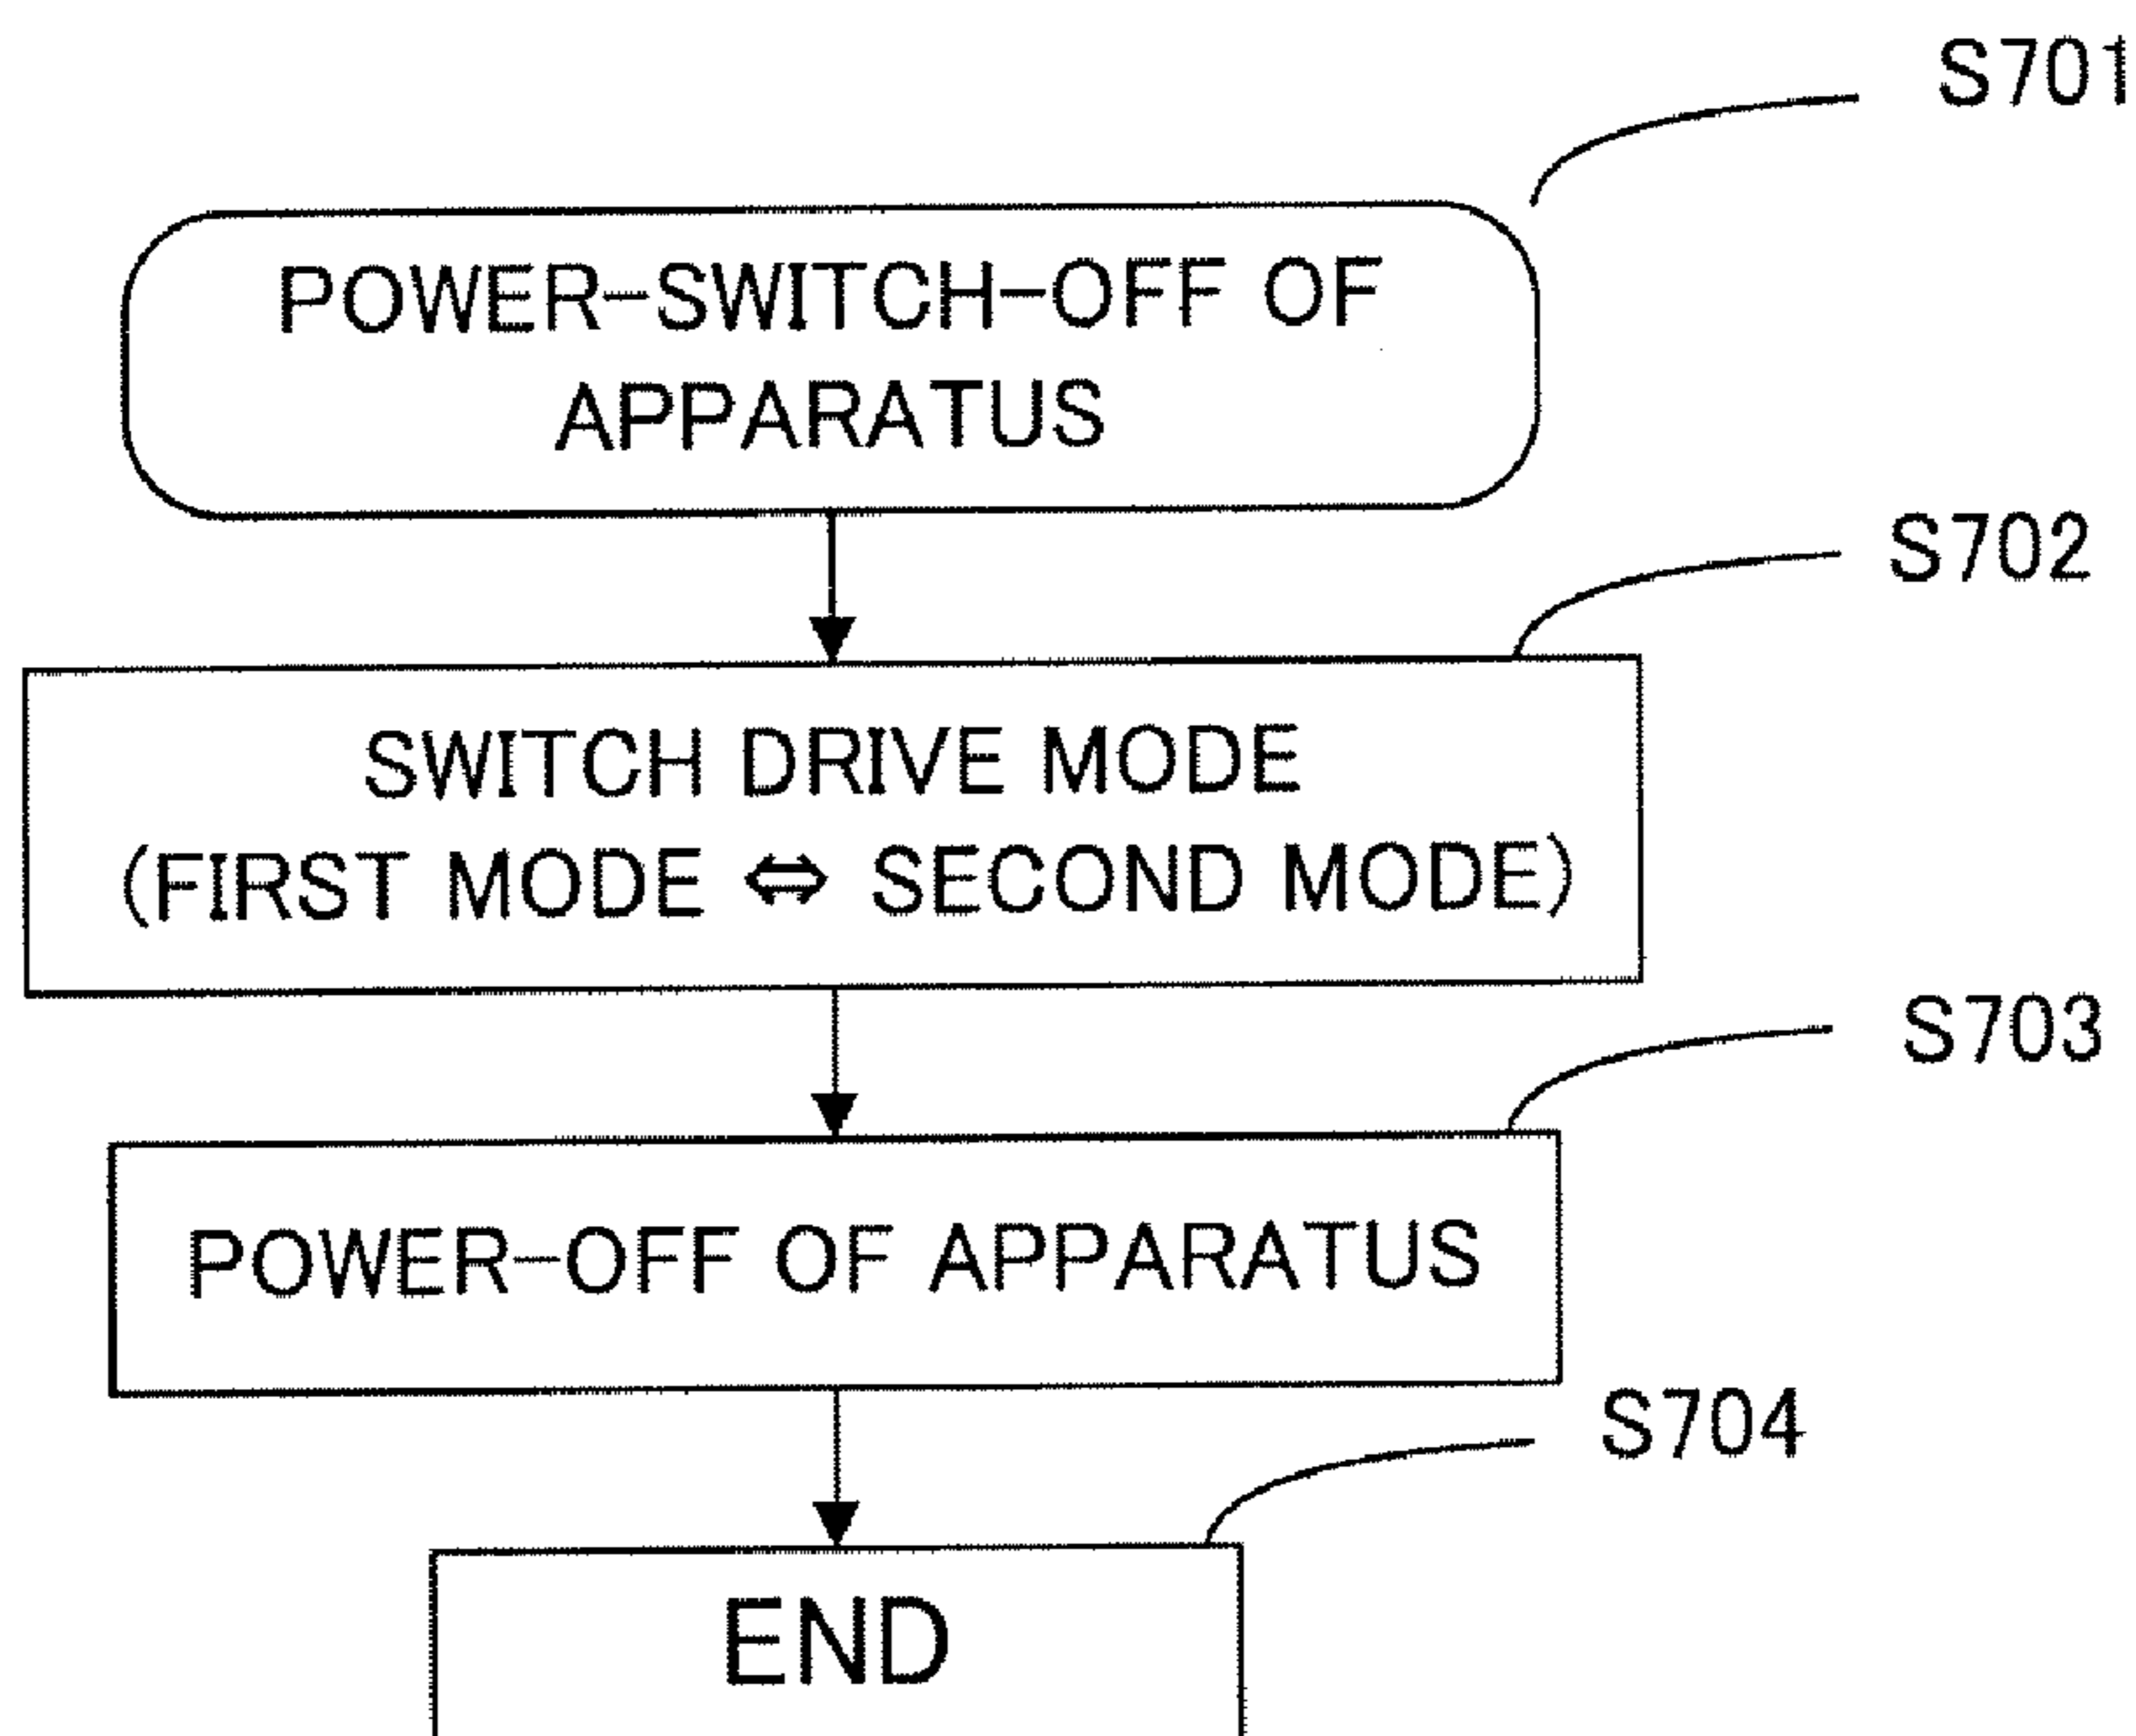 S701
POWER-SWITCH-OFF OF
APPARATUS
S702
SWITCH DRIVE MODE
(FIRST MODE ⇔ SECOND MODE)
S703
POWER-OFF OF APPARATUS
S704
END